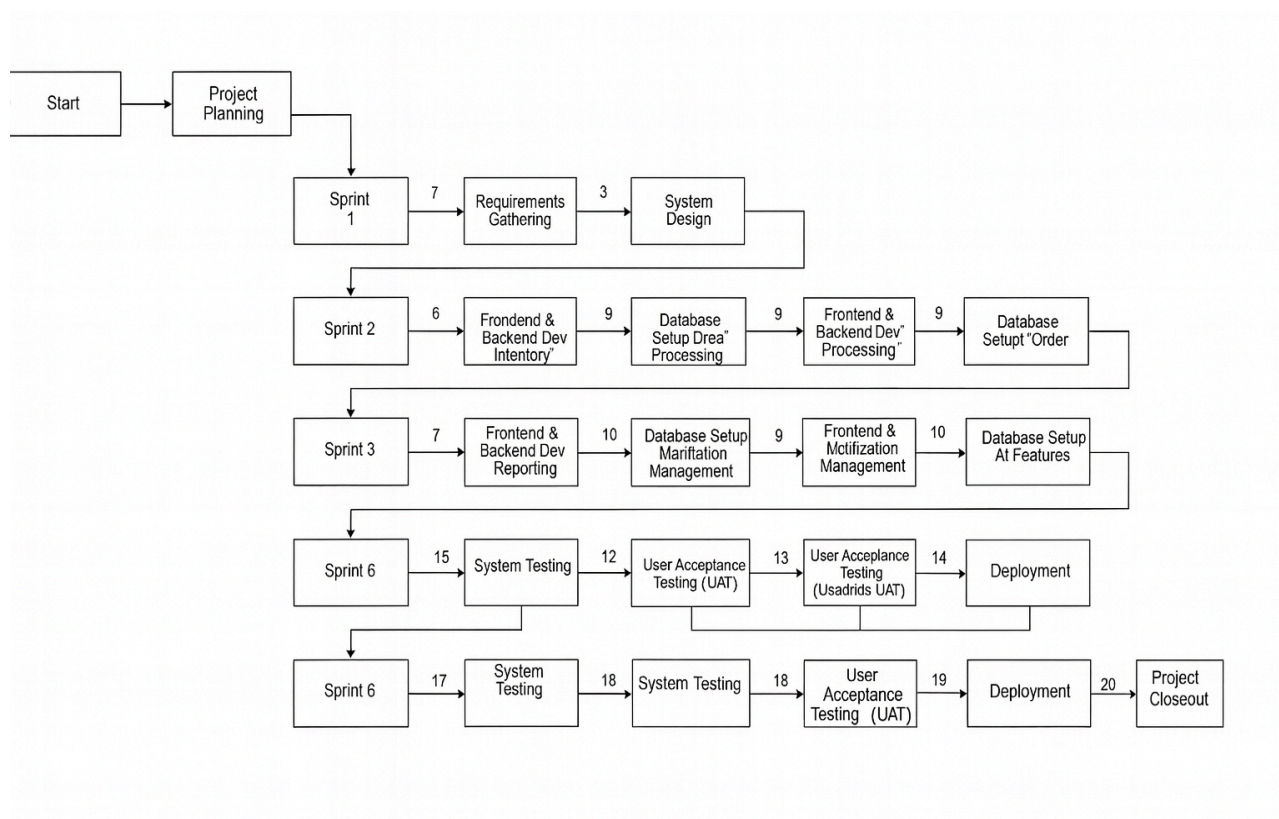 Start
Project
Planning
Sprint
1
7
Requirements
Gathering
3
System
Design
Sprint 2
6
Frondend &
Backend Dev
Intentory"
9
Database
Setup Drea"
Processing
9
Frontend &
Backend Dev"
Processing"
9
Database
Setupt "Order
Sprint 3
7
Frontend &
Backend Dev
Reporting
10
Database Setup
Mariftation
Management
9
Frontend &
Mctifization
Management
10
Database Setup
At Features
Sprint 6
15
System Testing
12
User Acceptance
Testing (UAT)
13
User Acceplance
Testing
(Usadrids UAT)
14
Deployment
Sprint 6
17
System
Testing
18
System Testing
18
User
Acceptance
Testing (UAT)
19
Deployment
20
Project
Closeout